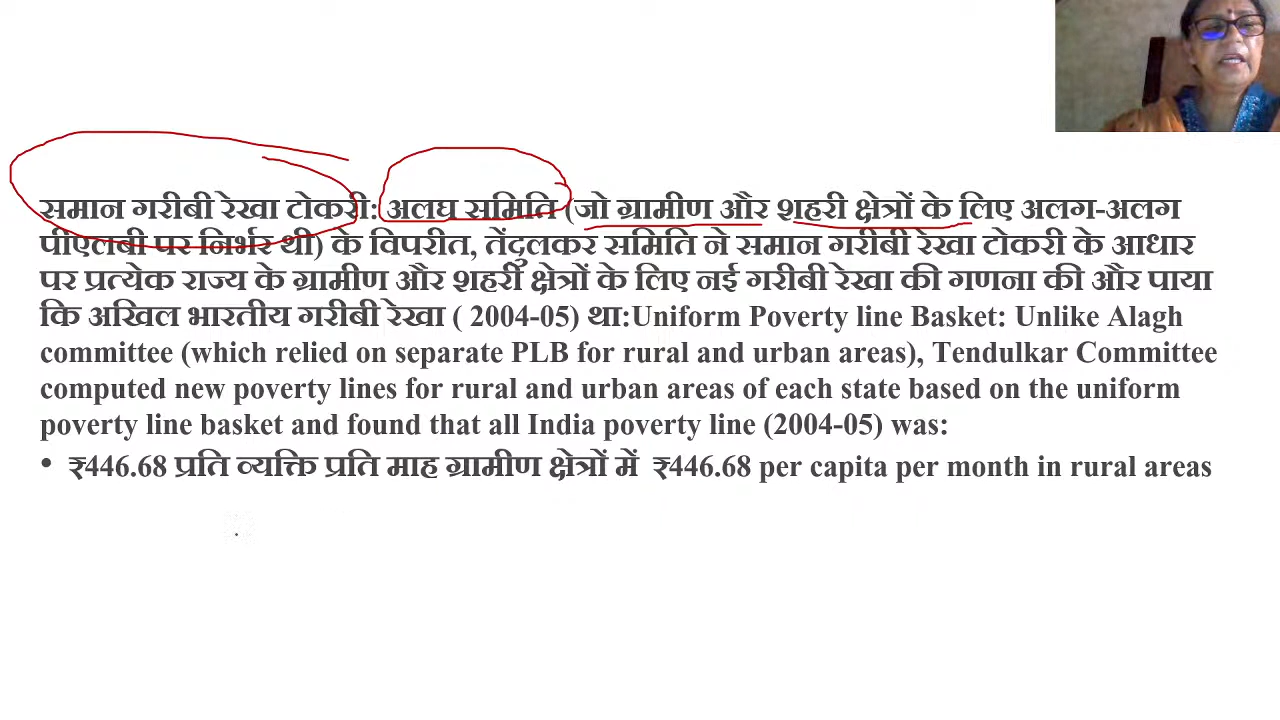 समान गरीबी रेखा टोकरी: अलघ समिति (जो ग्रामीण और शहरी क्षेत्रों के लिए अलग-अलग
पीएलबी पर निर्भर थी) के विपरीत, तेंदुलकर समिति ने समान गरीबी रेखा टोकरी के आधार
पर प्रत्येक राज्य के ग्रामीण और शहरी क्षेत्रों के लिए नई गरीबी रेखा की गणना की और पाया
कि अखिल भारतीय गरीबी रेखा ( 2004-05) था:Uniform Poverty line Basket: Unlike Alagh
committee (which relied on separate PLB for rural and urban areas), Tendulkar Committee
computed new poverty lines for rural and urban areas of each state based on the uniform
poverty line basket and found that all India poverty line (2004-05) was:
• ₹446.68 प्रति व्यक्ति प्रति माह ग्रामीण क्षेत्रों में ₹446.68 per capita per month in rural areas